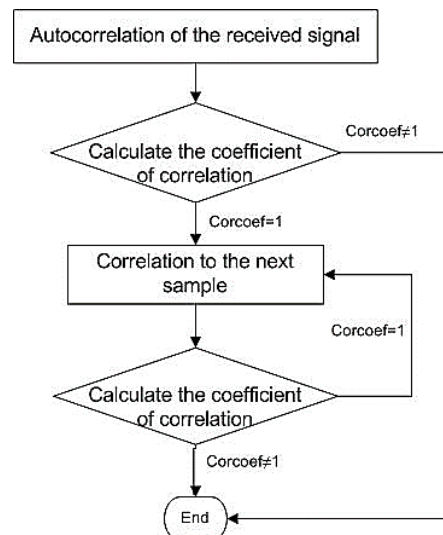 Autocorrelation of the received signal
Corcoef≠1
Calculate the coefficient
of correlation
Corcoef=1
Correlation to the next
sample
Corcoef=1
Calculate the coefficient
of correlation
Corcoef≠1
End